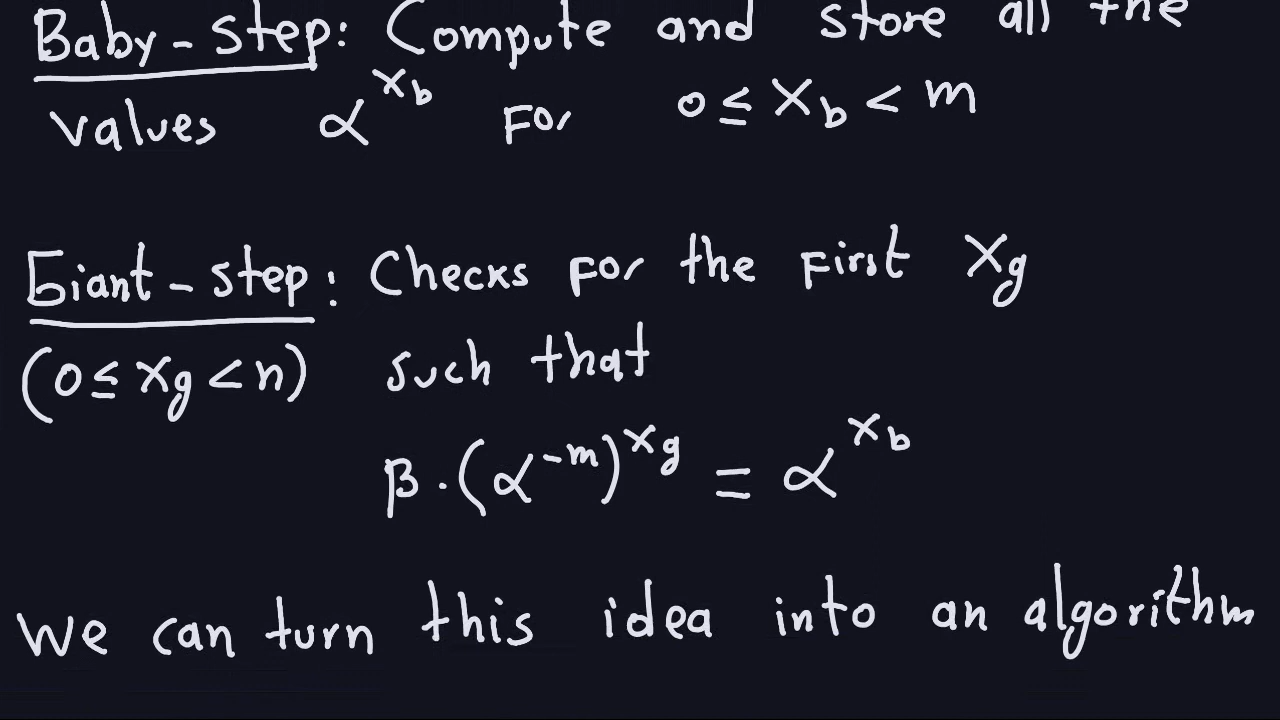 Baby-step: Compute and store all the
values α^{x_b} For 0 ≤ x_b < m
Giant-step: Checks For the First x_g
(0 ≤ x_g < n) such that
β · (α^{-m})^{x_g} = α^{x_b}
we can turn this idea into an algorithm